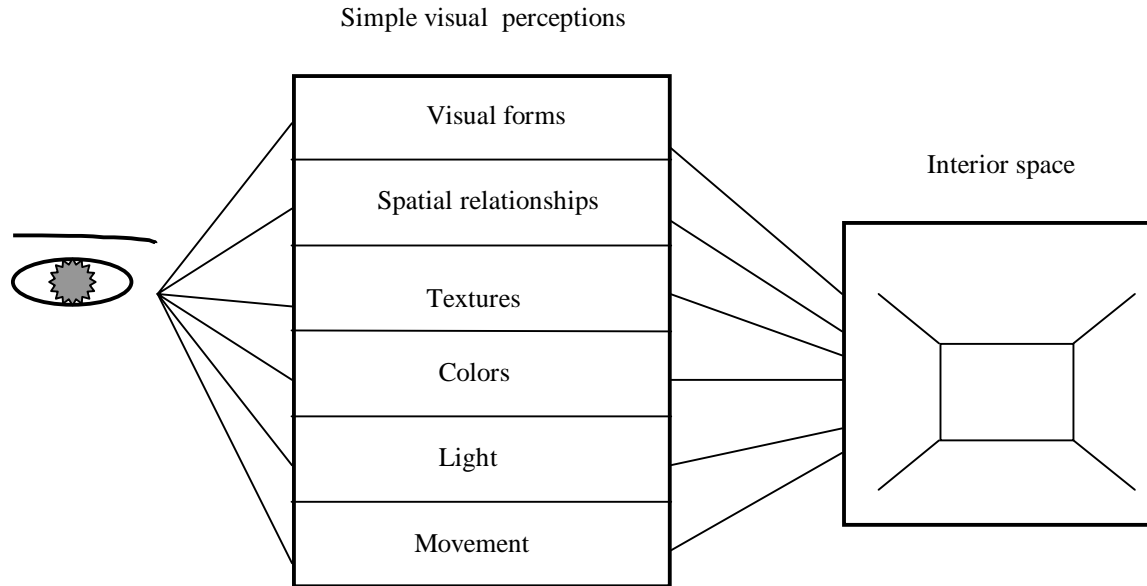 Simple visual perceptions
Visual forms
Interior space
Spatial relationships
Textures
Colors
Light
Movement